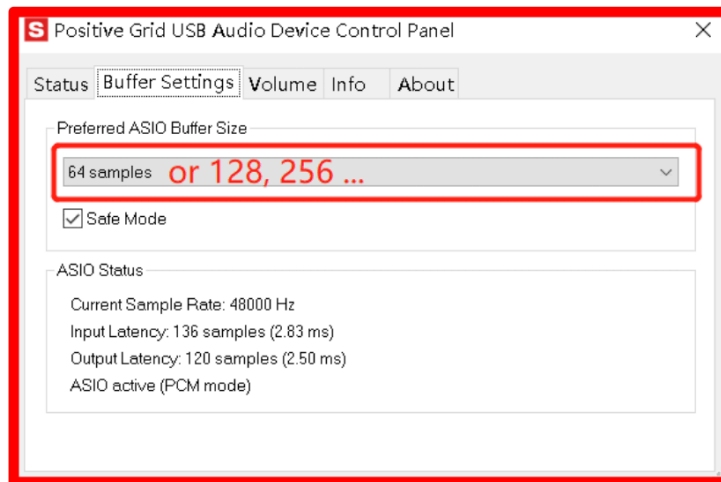 S Positive Grid USB Audio Device Control Panel
Status Buffer Settings Volume Info About
Preferred ASIO Buffer Size
64 samples or 128, 256 ...
Safe Mode
ASIO Status
Current Sample Rate: 48000 Hz
Input Latency: 136 samples (2.83 ms)
Output Latency: 120 samples (2.50 ms)
ASIO active (PCM mode)